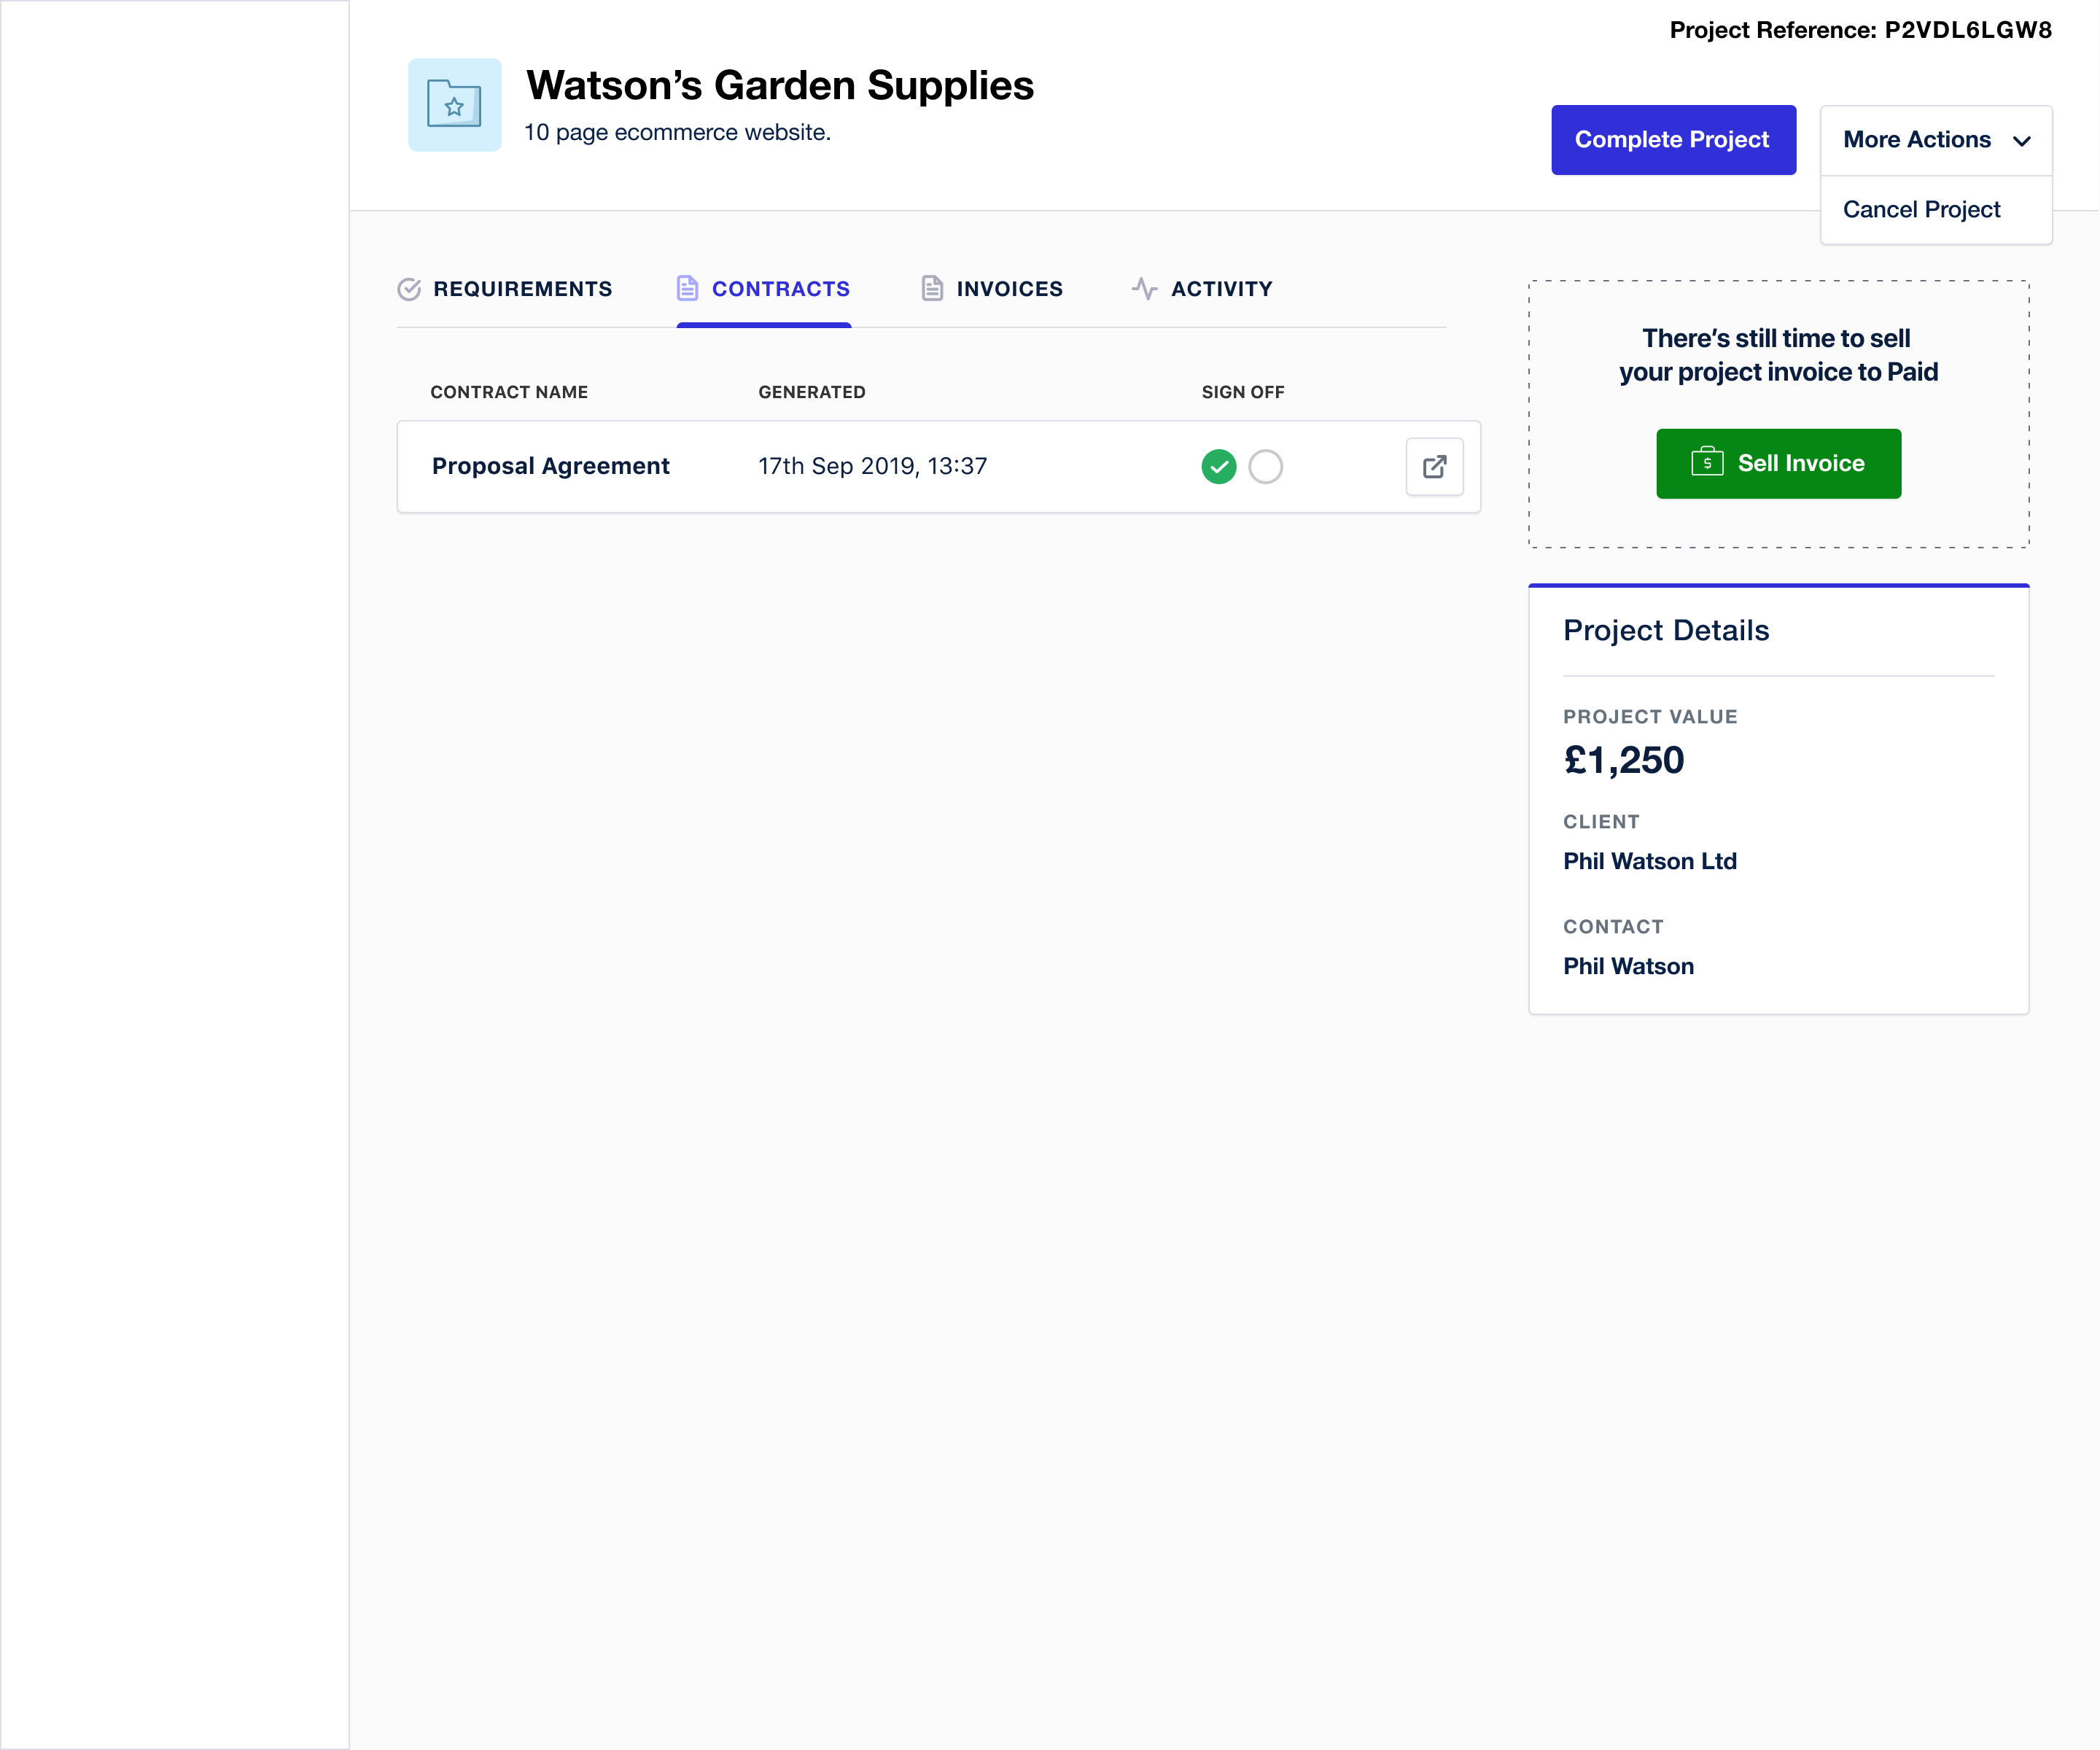 Project Reference: P2VDL6LGW8
Watson’s Garden Supplies
10 page ecommerce website.
Complete Project
More Actions
Cancel Project
REQUIREMENTS
CONTRACTS
INVOICES
ACTIVITY
CONTRACT NAME
GENERATED
SIGN OFF
Proposal Agreement
17th Sep 2019, 13:37
There’s still time to sell
your project invoice to Paid
$
Sell Invoice
Project Details
PROJECT VALUE
£1,250
CLIENT
Phil Watson Ltd
CONTACT
Phil Watson